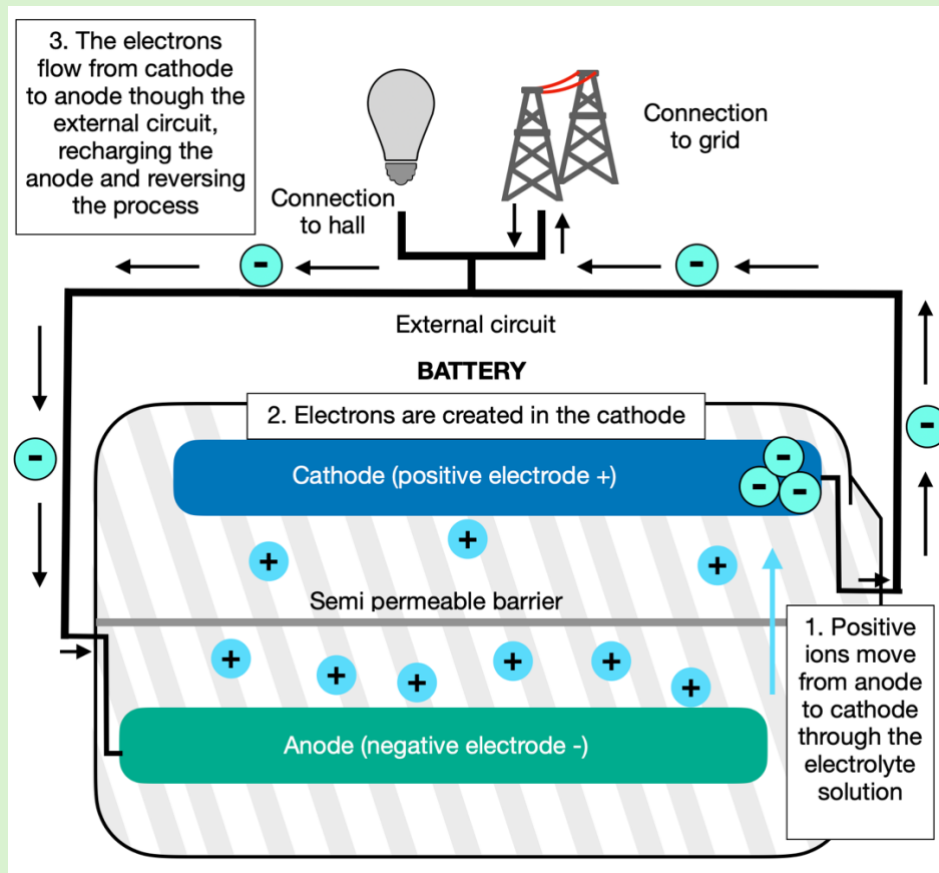 3. The electrons
flow from cathode
to anode though the
external circuit,
recharging the
anode and reversing
the process
Connection
to grid
Connection
to hall
-
-
External circuit
BATTERY
2. Electrons are created in the cathode
-
-
Cathode (positive electrode +)
-
-
-
+
+
+
Semi permeable barrier
1. Positive
ions move
from anode
to cathode
through the
electrolyte
solution
+
+
+
+
+
+
Anode (negative electrode -)